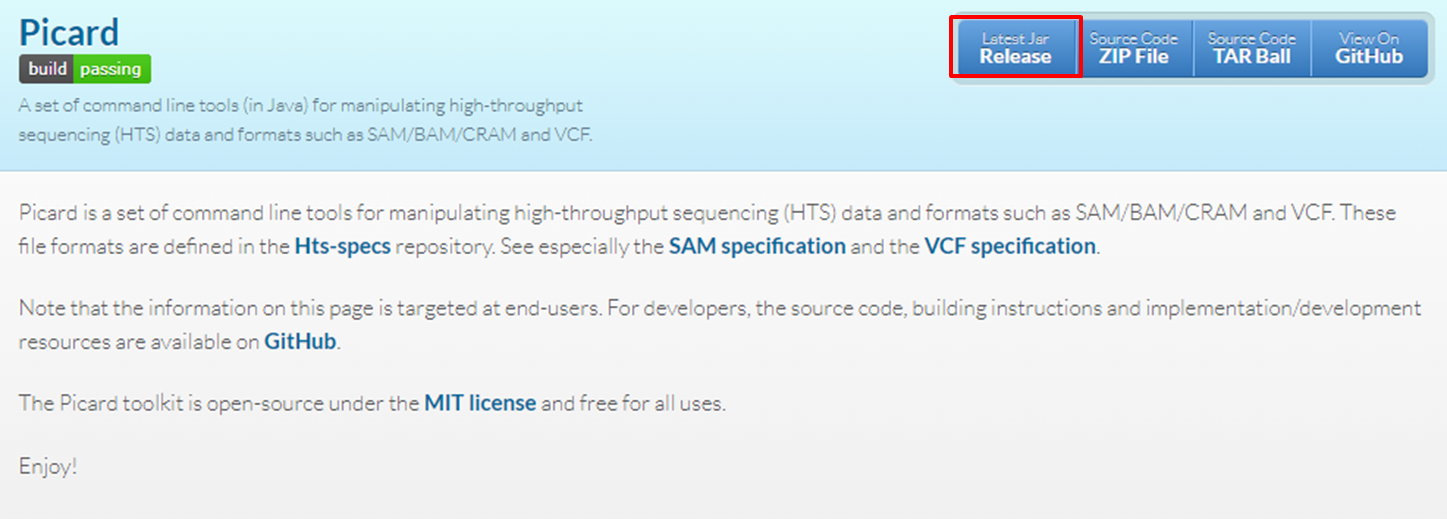 Picard
build passing
A set of command line tools (in Java) for manipulating high-throughput
sequencing (HTS) data and formats such as SAM/BAM/CRAM and VCF.
Latest Jar
Release
Source Code
ZIP File
Source Code
TAR Ball
View On
GitHub
Picard is a set of command line tools for manipulating high-throughput sequencing (HTS) data and formats such as SAM/BAM/CRAM and VCF. These
file formats are defined in the Hts-specs repository. See especially the SAM specification and the VCF specification.
Note that the information on this page is targeted at end-users. For developers, the source code, building instructions and implementation/development
resources are available on GitHub.
The Picard toolkit is open-source under the MIT license and free for all uses.
Enjoy!